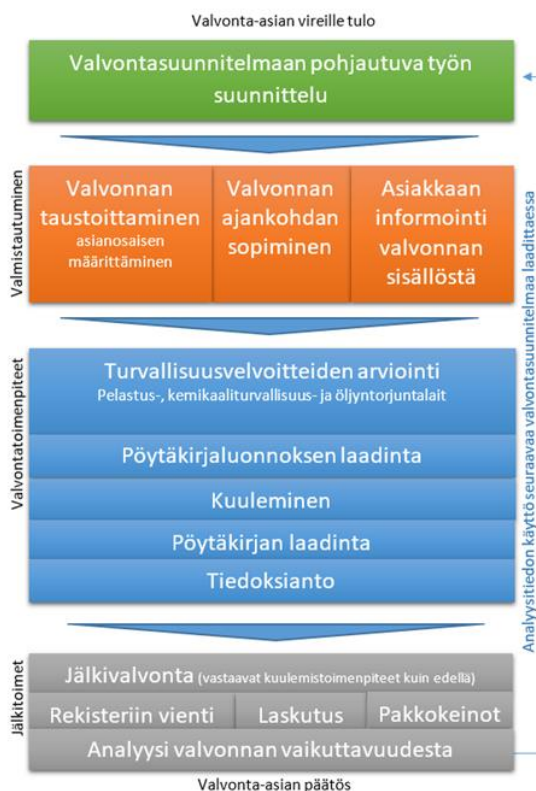 Valvonta-asian vireille tulo
Valvontasuunnitelmaan pohjautuva työn
suunnittelu
Valmistautuminen
Valvonnan
taustoittaminen
asianosaisen
määrittäminen
Valvonnan
ajankohdan
sopiminen
Asiakkaan
informointi
valvonnan
sisällöstä
Valvontatoimenpiteet
Turvallisuusvelvoitteiden arviointi
Pelastus-, kemikaaliturvallisuus- ja öljyntorjuntalait
Pöytäkirjaluonnoksen laadinta
Kuuleminen
Pöytäkirjan laadinta
Tiedoksianto
Jälkitoimet
Jälkivalvonta (vastaavat kuulemistoimenpiteet kuin edellä)
Rekisteriin vienti
Laskutus
Pakkokeinot
Analyysi valvonnan vaikuttavuudesta
Analyysitiedon käyttö seuraavaa valvontasuunnitelmaa laadittaessa
Valvonta-asian päätös